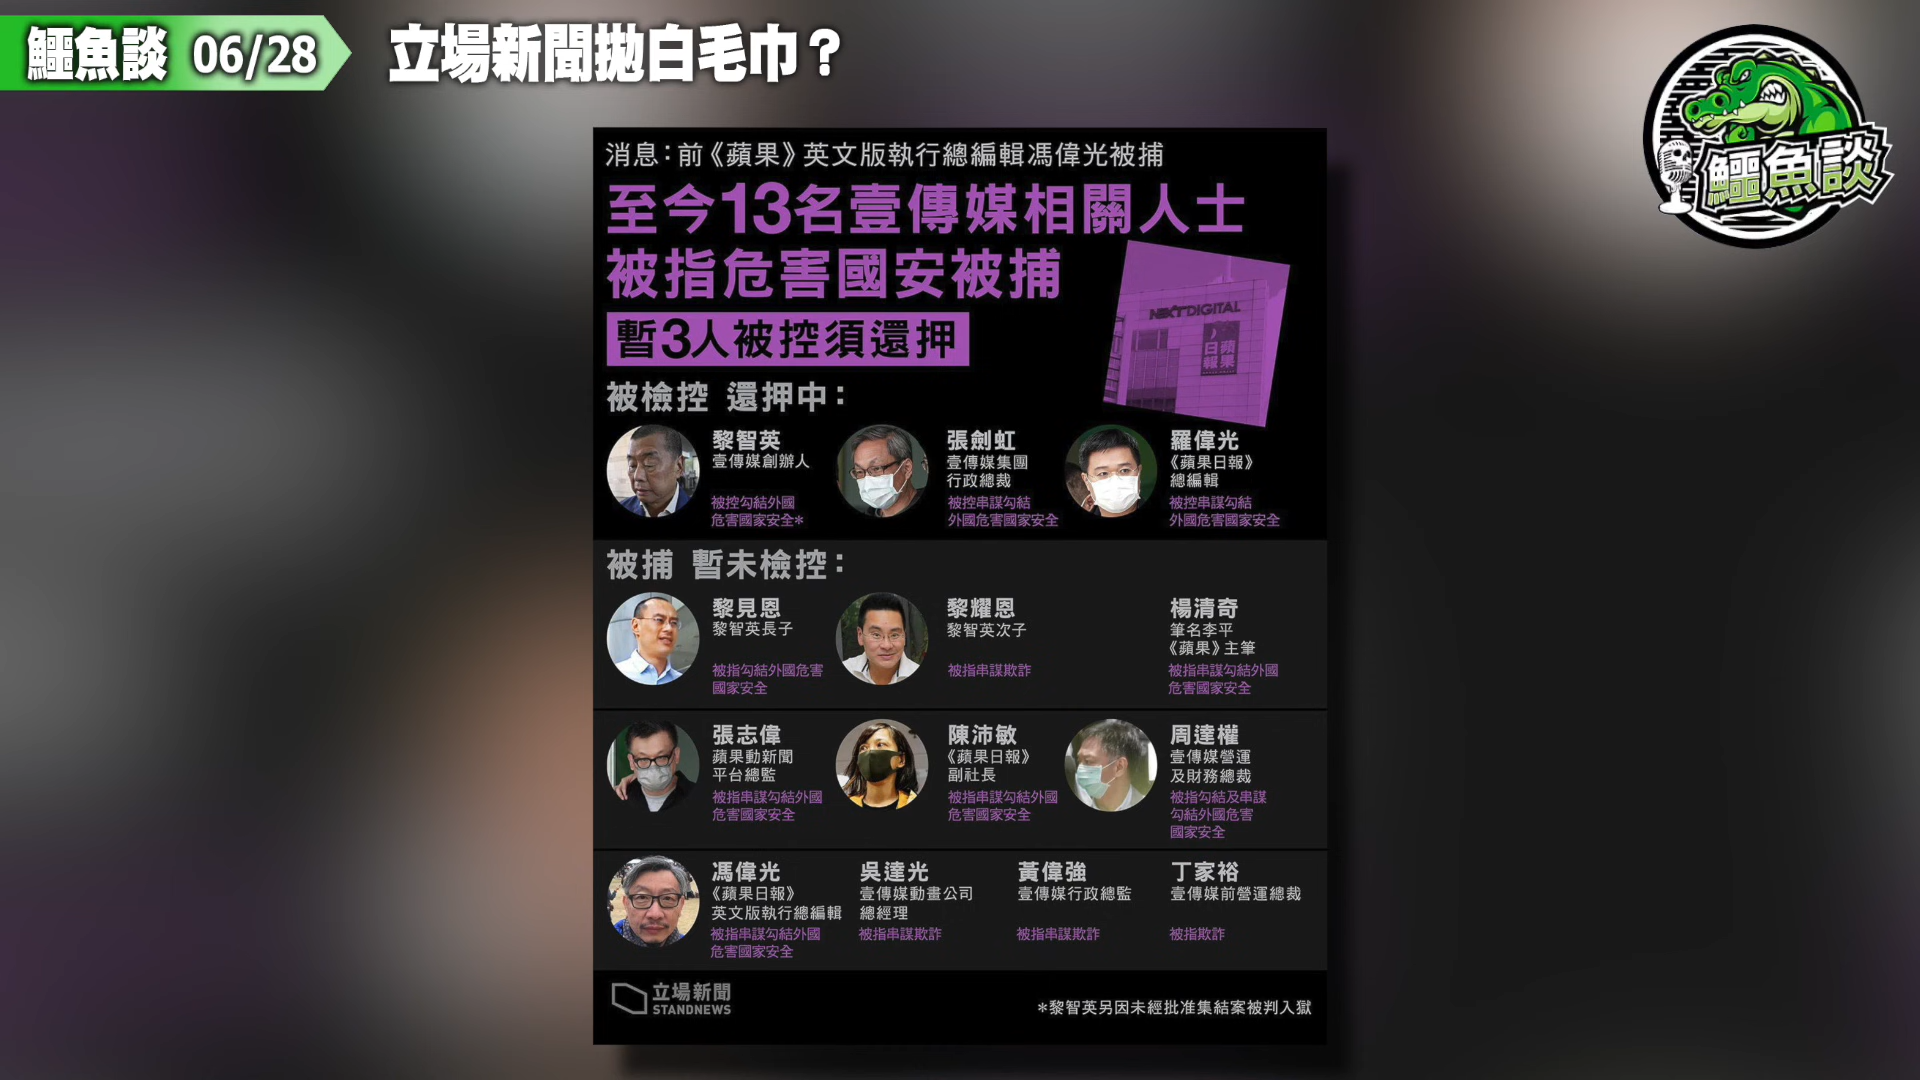 鱷魚談 06/28 立場新聞拋白毛巾？
鱷魚談
消息：前《蘋果》英文版執行總編輯馮偉光被捕
至今13名壹傳媒相關人士
被指危害國安被捕
暫3人被控須還押
NEXT DIGITAL
蘋果日報
被檢控 還押中：
黎智英
壹傳媒創辦人
被控勾結外國
危害國家安全*
張劍虹
壹傳媒集團
行政總裁
被控串謀勾結
外國危害國家安全
羅偉光
《蘋果日報》
總編輯
被控串謀勾結
外國危害國家安全
被捕 暫未檢控：
黎見恩
黎智英長子
被指勾結外國危害
國家安全
黎耀恩
黎智英次子
被指串謀欺詐
楊清奇
筆名李平
《蘋果》主筆
被指串謀勾結外國
危害國家安全
張志偉
蘋果動新聞
平台總監
被指串謀勾結外國
危害國家安全
陳沛敏
《蘋果日報》
副社長
被指串謀勾結外國
危害國家安全
周達權
壹傳媒營運
及財務總裁
被指勾結及串謀
勾結外國危害
國家安全
馮偉光
《蘋果日報》
英文版執行總編輯
被指串謀勾結外國
危害國家安全
吳達光
壹傳媒動畫公司
總經理
被指串謀欺詐
黃偉強
壹傳媒行政總監
被指串謀欺詐
丁家裕
壹傳媒前營運總裁
被指欺詐
立場新聞
STANDNEWS
*黎智英另因未經批准集結案被判入獄